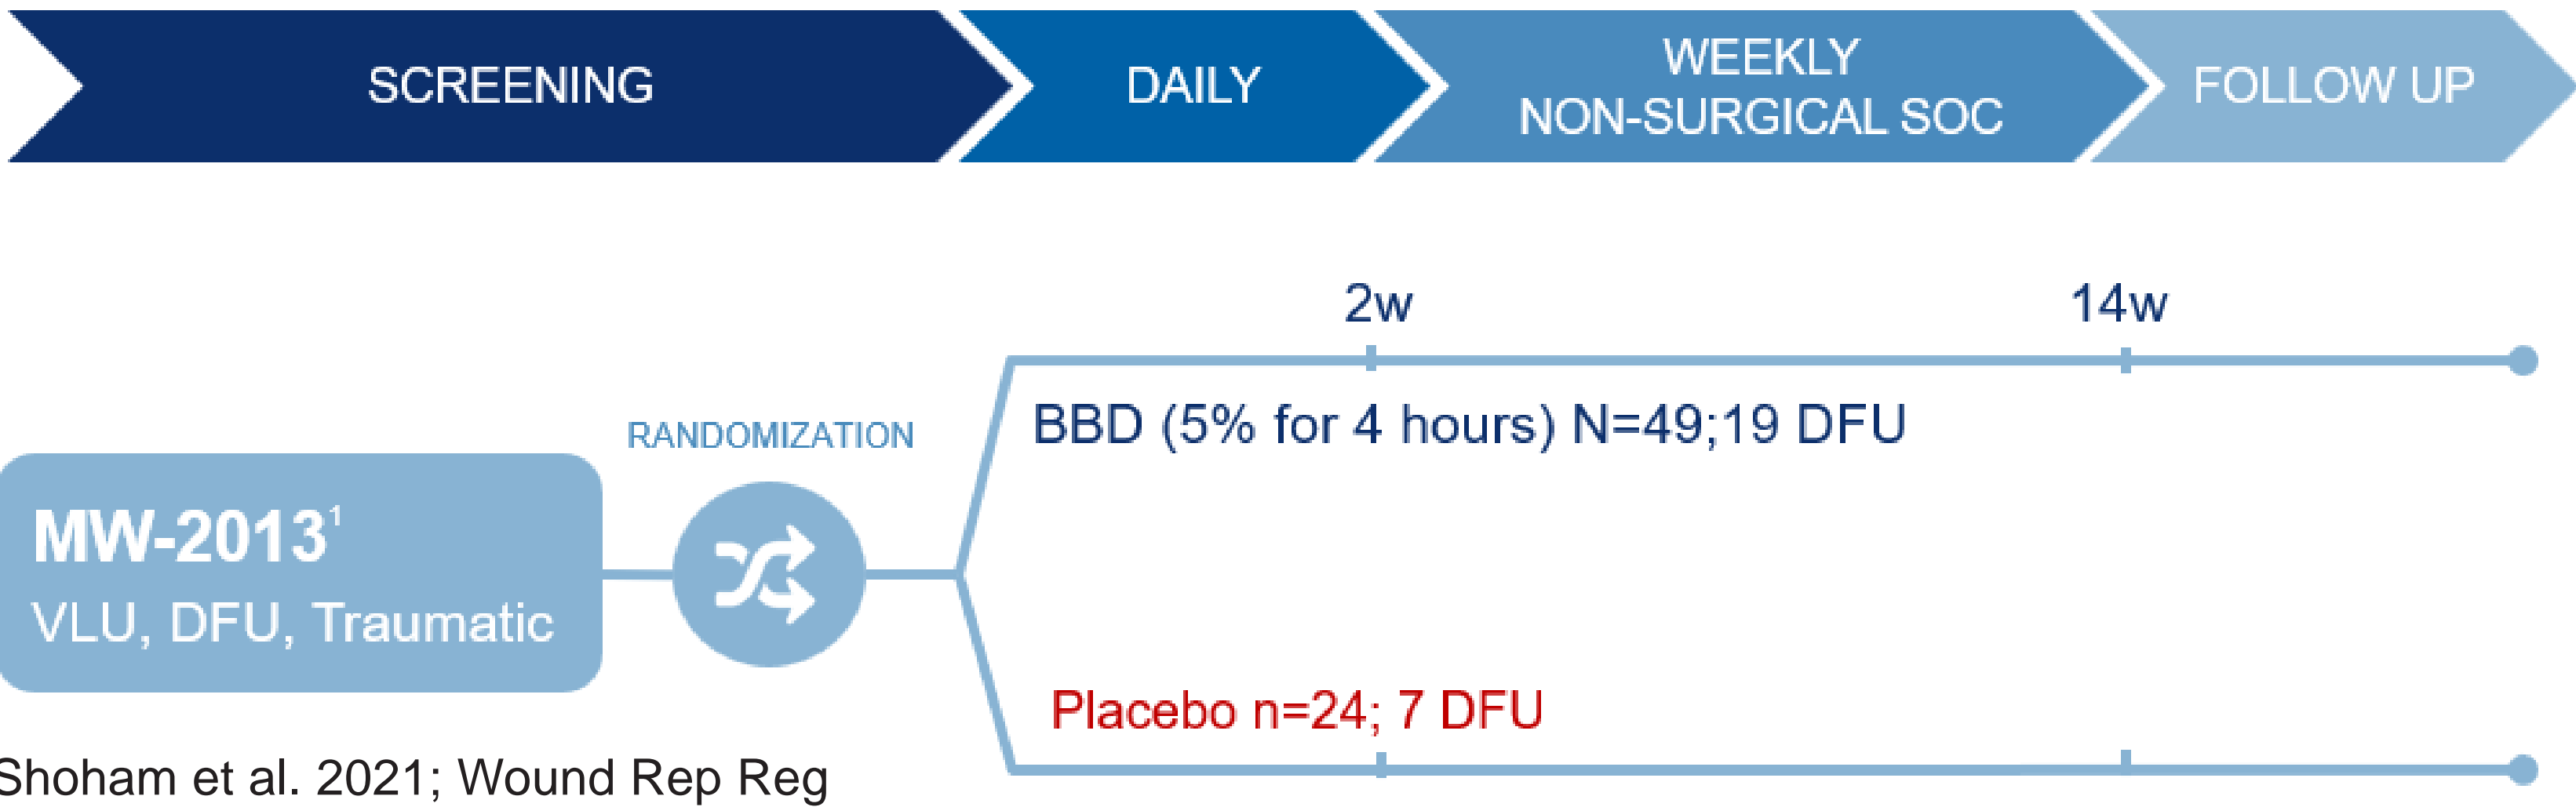 SCREENING
DAILY
WEEKLY
NON-SURGICAL SOC
FOLLOW UP
2w
14w
BBD (5% for 4 hours) N=49;19 DFU
RANDOMIZATION
MW-2013¹
VLU, DFU, Traumatic
Placebo n=24; 7 DFU
Shoham et al. 2021; Wound Rep Reg